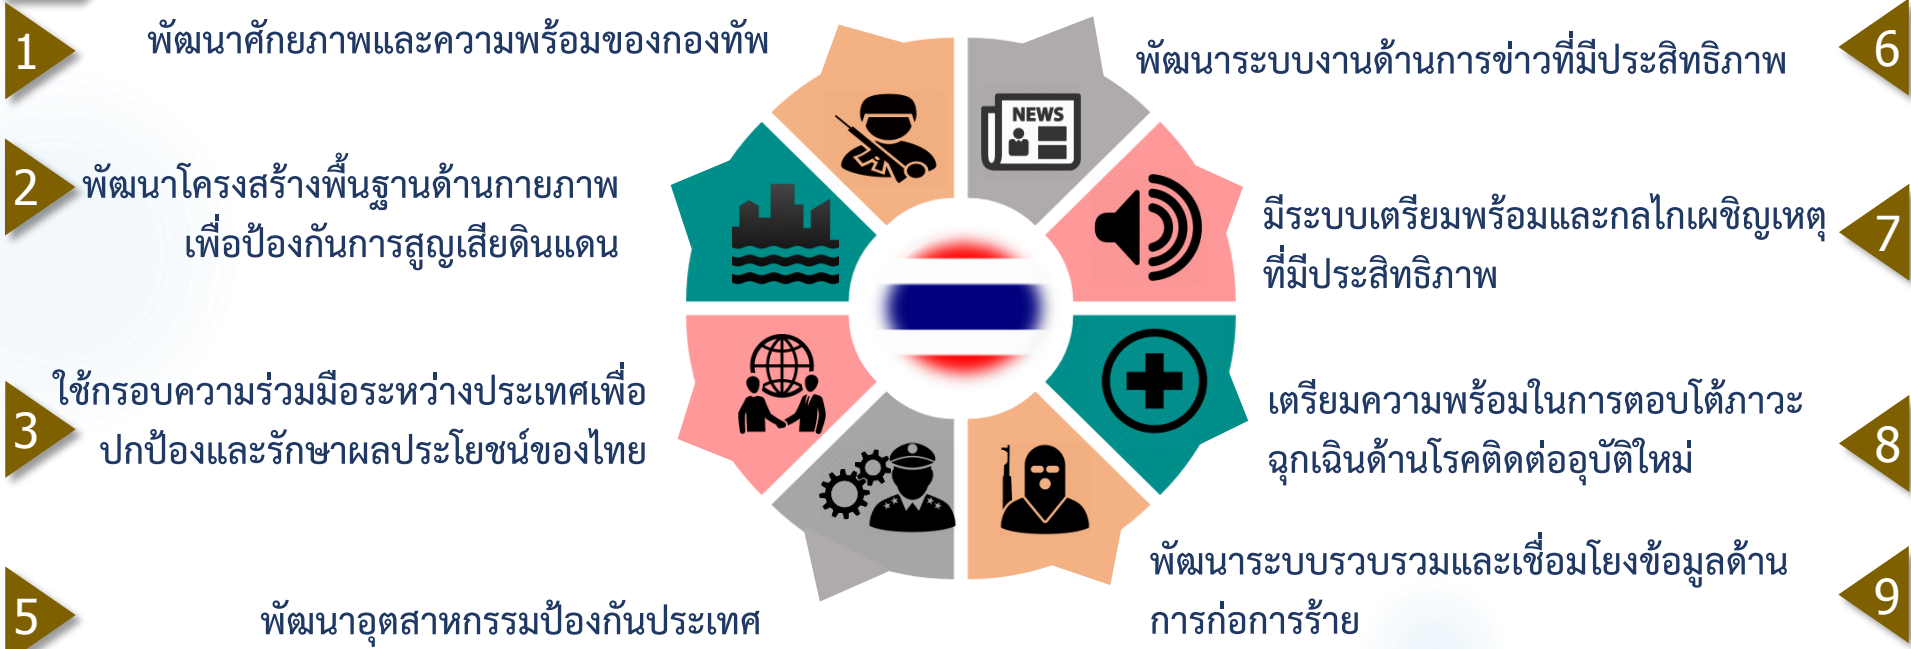 1
พัฒนาศักยภาพและความพร้อมของกองทัพ
2
พัฒนาโครงสร้างพื้นฐานด้านกายภาพ
เพื่อป้องกันการสูญเสียดินแดน
3
ใช้กรอบความร่วมมือระหว่างประเทศเพื่อ
ปกป้องและรักษาผลประโยชน์ของไทย
5
พัฒนาอุตสาหกรรมป้องกันประเทศ
NEWS
พัฒนาระบบงานด้านการข่าวที่มีประสิทธิภาพ
6
มีระบบเตรียมพร้อมและกลไกเผชิญเหตุ
ที่มีประสิทธิภาพ
7
เตรียมความพร้อมในการตอบโต้ภาวะ
ฉุกเฉินด้านโรคติดต่ออุบัติใหม่
8
พัฒนาระบบรวบรวมและเชื่อมโยงข้อมูลด้าน
การก่อการร้าย
9